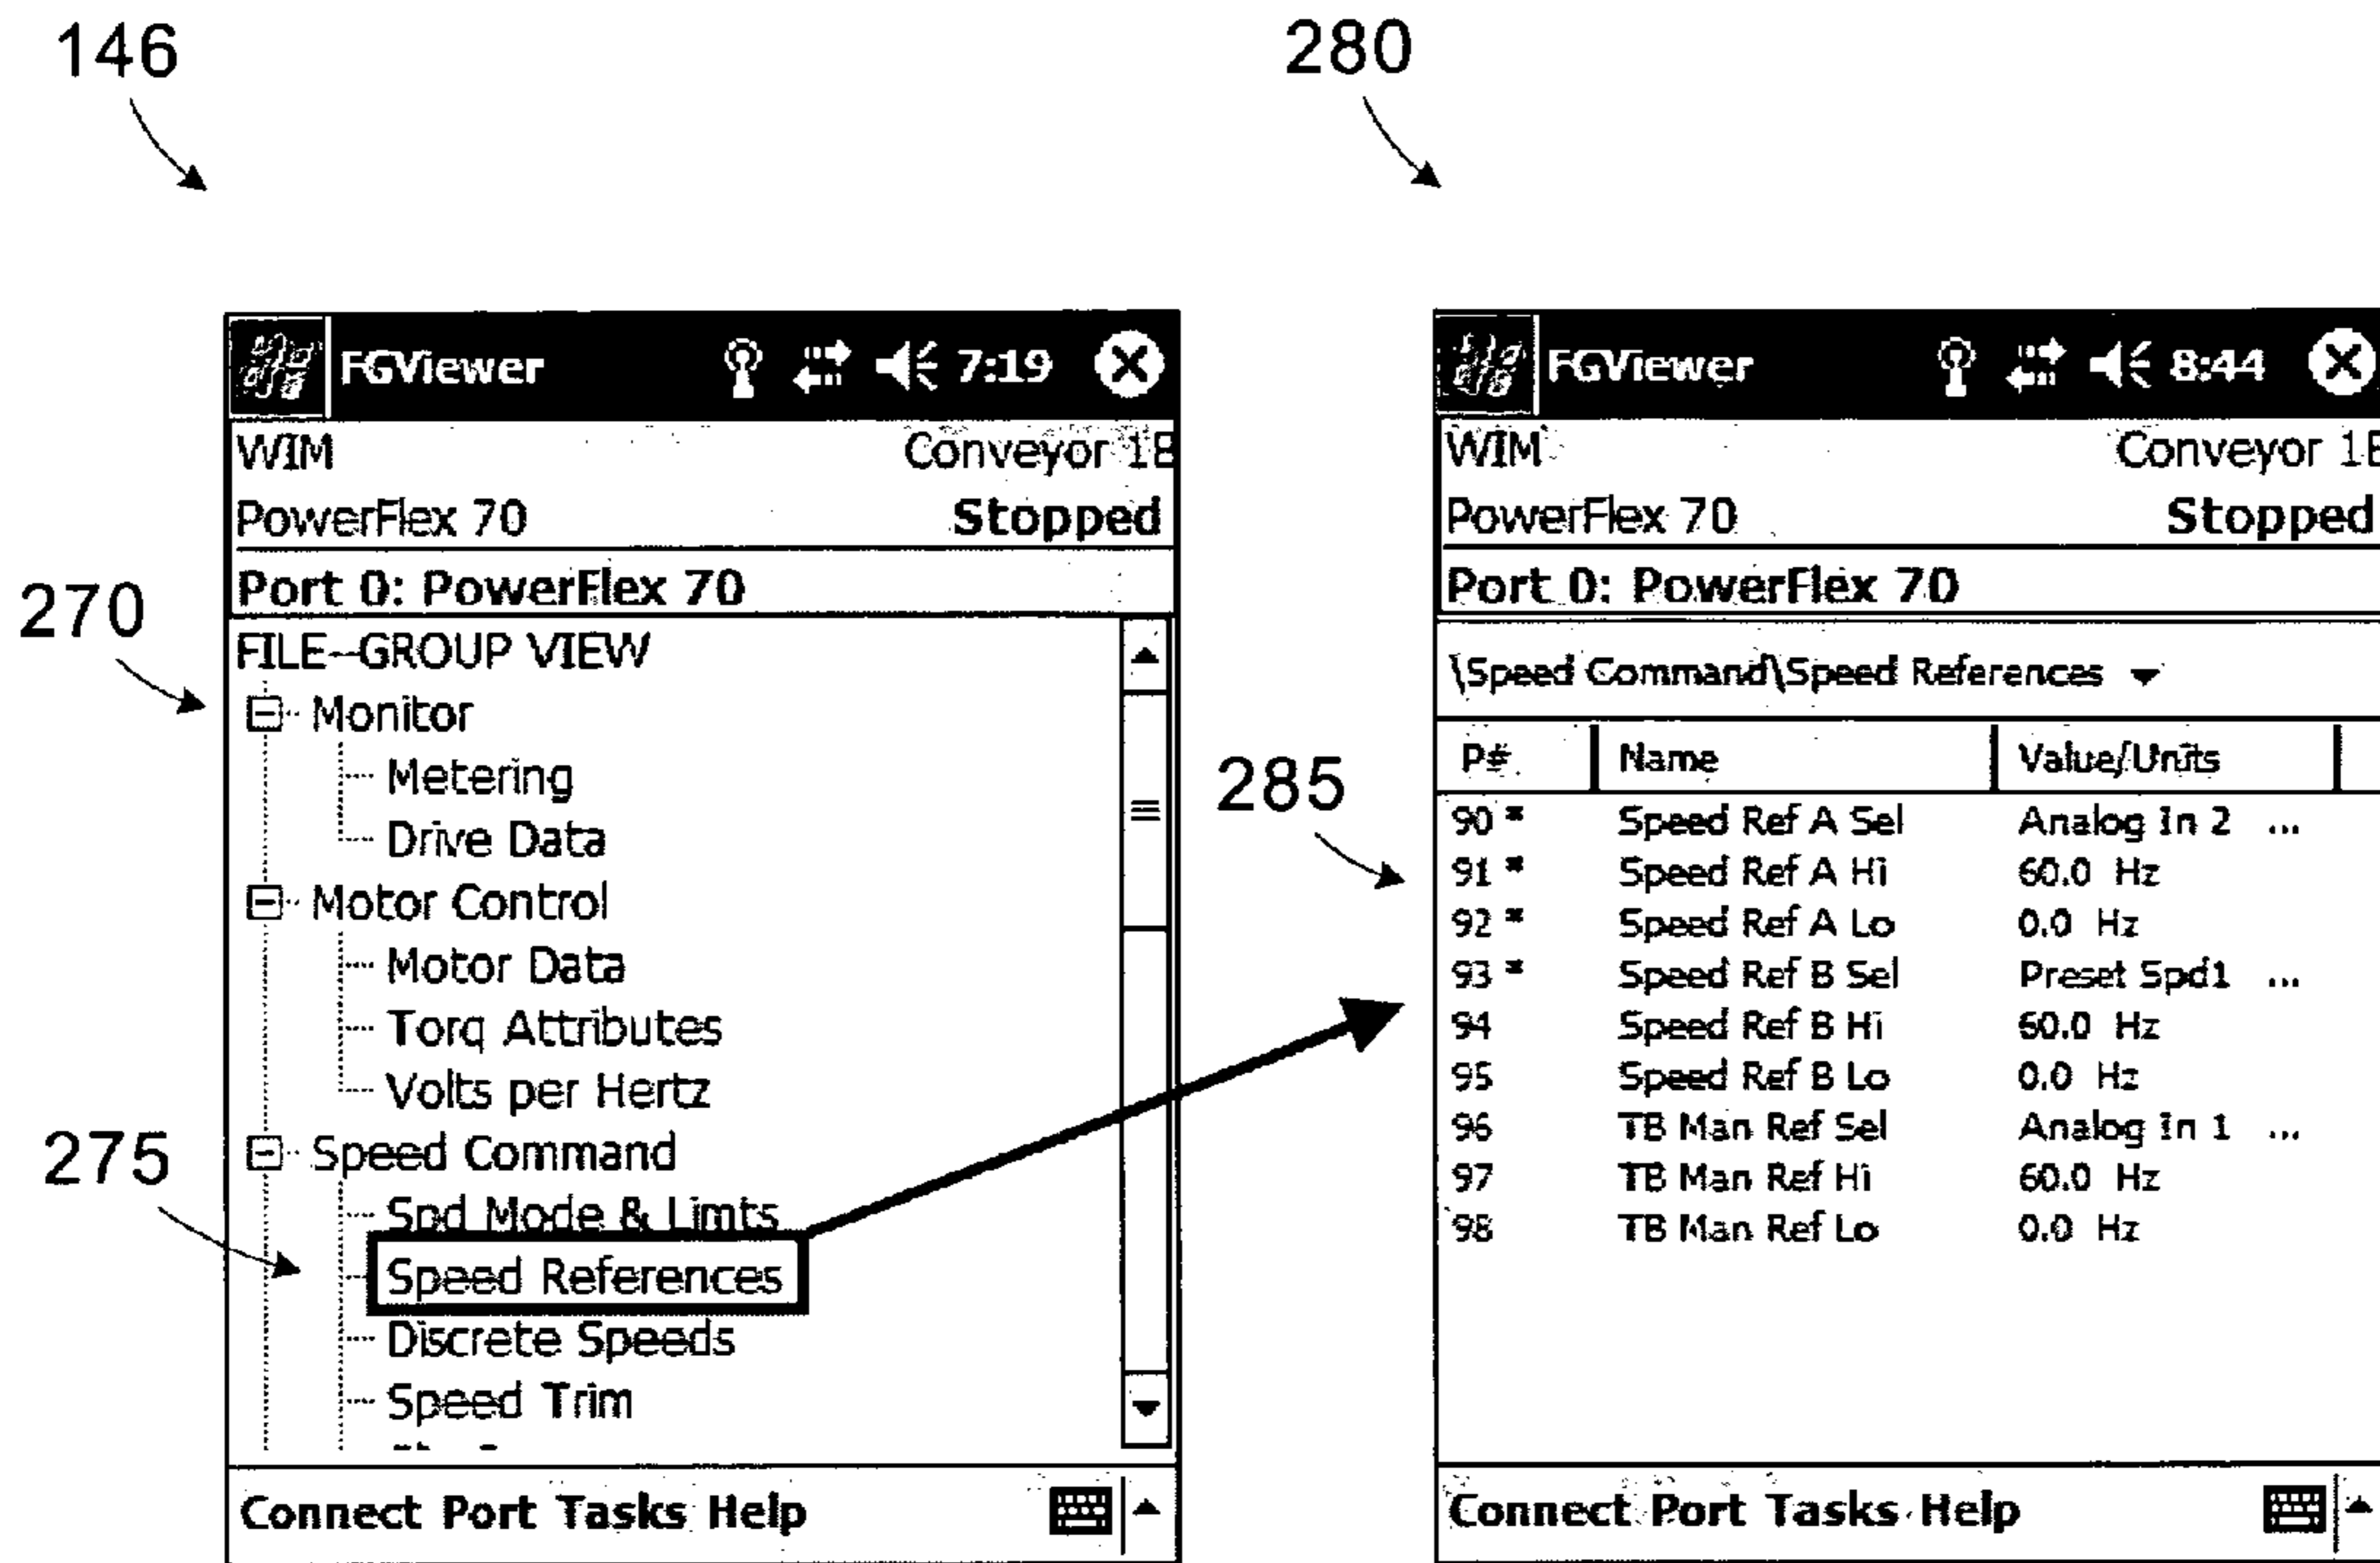 146
FGViewer 7:19
WIM Conveyor 1B
PowerFlex 70 Stopped
Port 0: PowerFlex 70
270
FILE--GROUP VIEW
Monitor
Metering
Drive Data
Motor Control
Motor Data
Torq Attributes
Volts per Hertz
275
Speed Command
Spd Mode & Limts
Speed References
Discrete Speeds
Speed Trim
Connect Port Tasks Help
280
FGViewer 8:44
WIM Conveyor 1B
PowerFlex 70 Stopped
Port 0: PowerFlex 70
\Speed Command\Speed References
285
P# Name Value/Units
90 * Speed Ref A Sel Analog In 2 ...
91 * Speed Ref A Hi 60.0 Hz
92 * Speed Ref A Lo 0.0 Hz
93 * Speed Ref B Sel Preset Spd1 ...
94 Speed Ref B Hi 60.0 Hz
95 Speed Ref B Lo 0.0 Hz
96 TB Man Ref Sel Analog In 1 ...
97 TB Man Ref Hi 60.0 Hz
98 TB Man Ref Lo 0.0 Hz
Connect Port Tasks Help